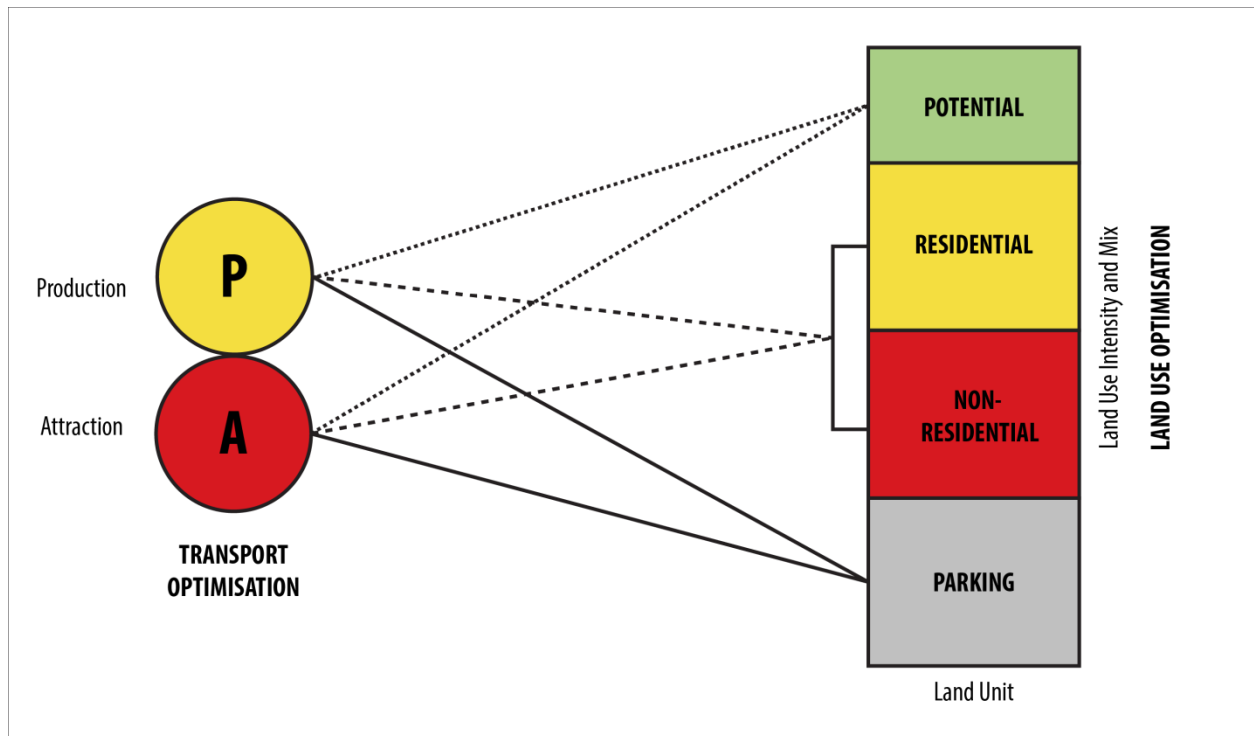 POTENTIAL
RESIDENTIAL
NON-
RESIDENTIAL
PARKING
Land Unit
Land Use Intensity and Mix
LAND USE OPTIMISATION
Production
P
Attraction
A
TRANSPORT
OPTIMISATION